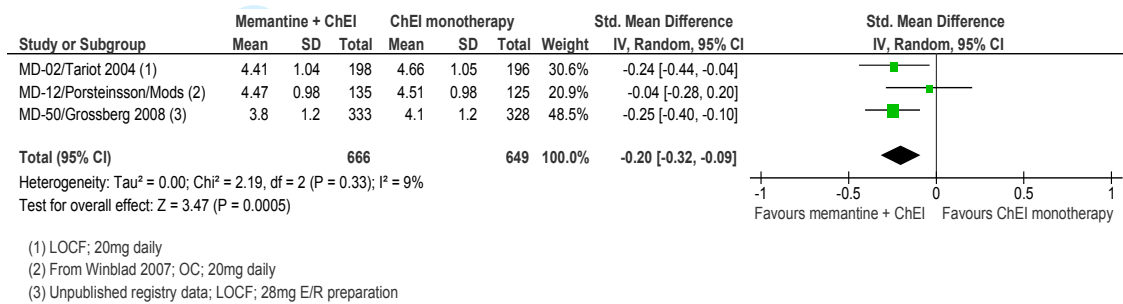 Memantine + ChEI ChEI monotherapy Std. Mean Difference Std. Mean Difference
Study or Subgroup Mean SD Total Mean SD Total Weight IV, Random, 95% CI IV, Random, 95% CI
MD-02/Tariot 2004 (1) 4.41 1.04 198 4.66 1.05 196 30.6% -0.24 [-0.44, -0.04]
MD-12/Porsteinsson/Mods (2) 4.47 0.98 135 4.51 0.98 125 20.9% -0.04 [-0.28, 0.20]
MD-50/Grossberg 2008 (3) 3.8 1.2 333 4.1 1.2 328 48.5% -0.25 [-0.40, -0.10]
Total (95% CI) 666 649 100.0% -0.20 [-0.32, -0.09]
Heterogeneity: Tau² = 0.00; Chi² = 2.19, df = 2 (P = 0.33); I² = 9%
Test for overall effect: Z = 3.47 (P = 0.0005)
-1 -0.5 0 0.5 1
Favours memantine + ChEI Favours ChEI monotherapy
(1) LOCF; 20mg daily
(2) From Winblad 2007; OC; 20mg daily
(3) Unpublished registry data; LOCF; 28mg E/R preparation